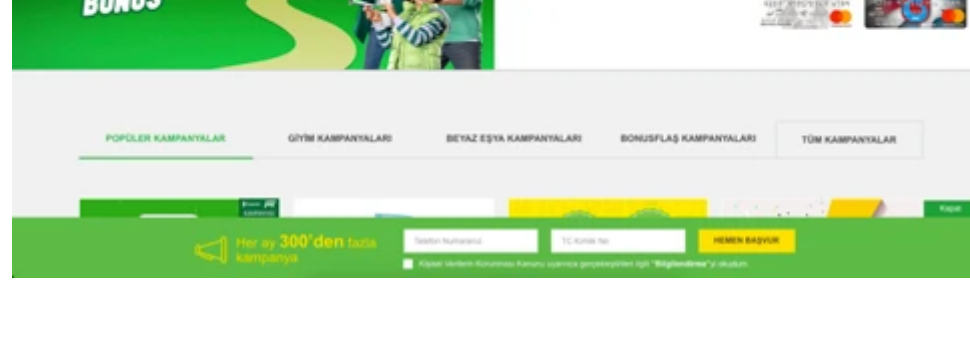 BONUS
POPÜLER KAMPANYALAR
GİYİM KAMPANYALARI
BEYAZ EŞYA KAMPANYALARI
BONUSFLAŞ KAMPANYALARI
TÜM KAMPANYALAR
Kapat
Her ay 300'den fazla
kampanya
Telefon Numaranız
TC Kimlik No
HEMEN BAŞVUR
Kişisel Verilerin Korunması Kanunu uyarınca gerçekleştirilen ilgili "Bilgilendirme"yi okudum